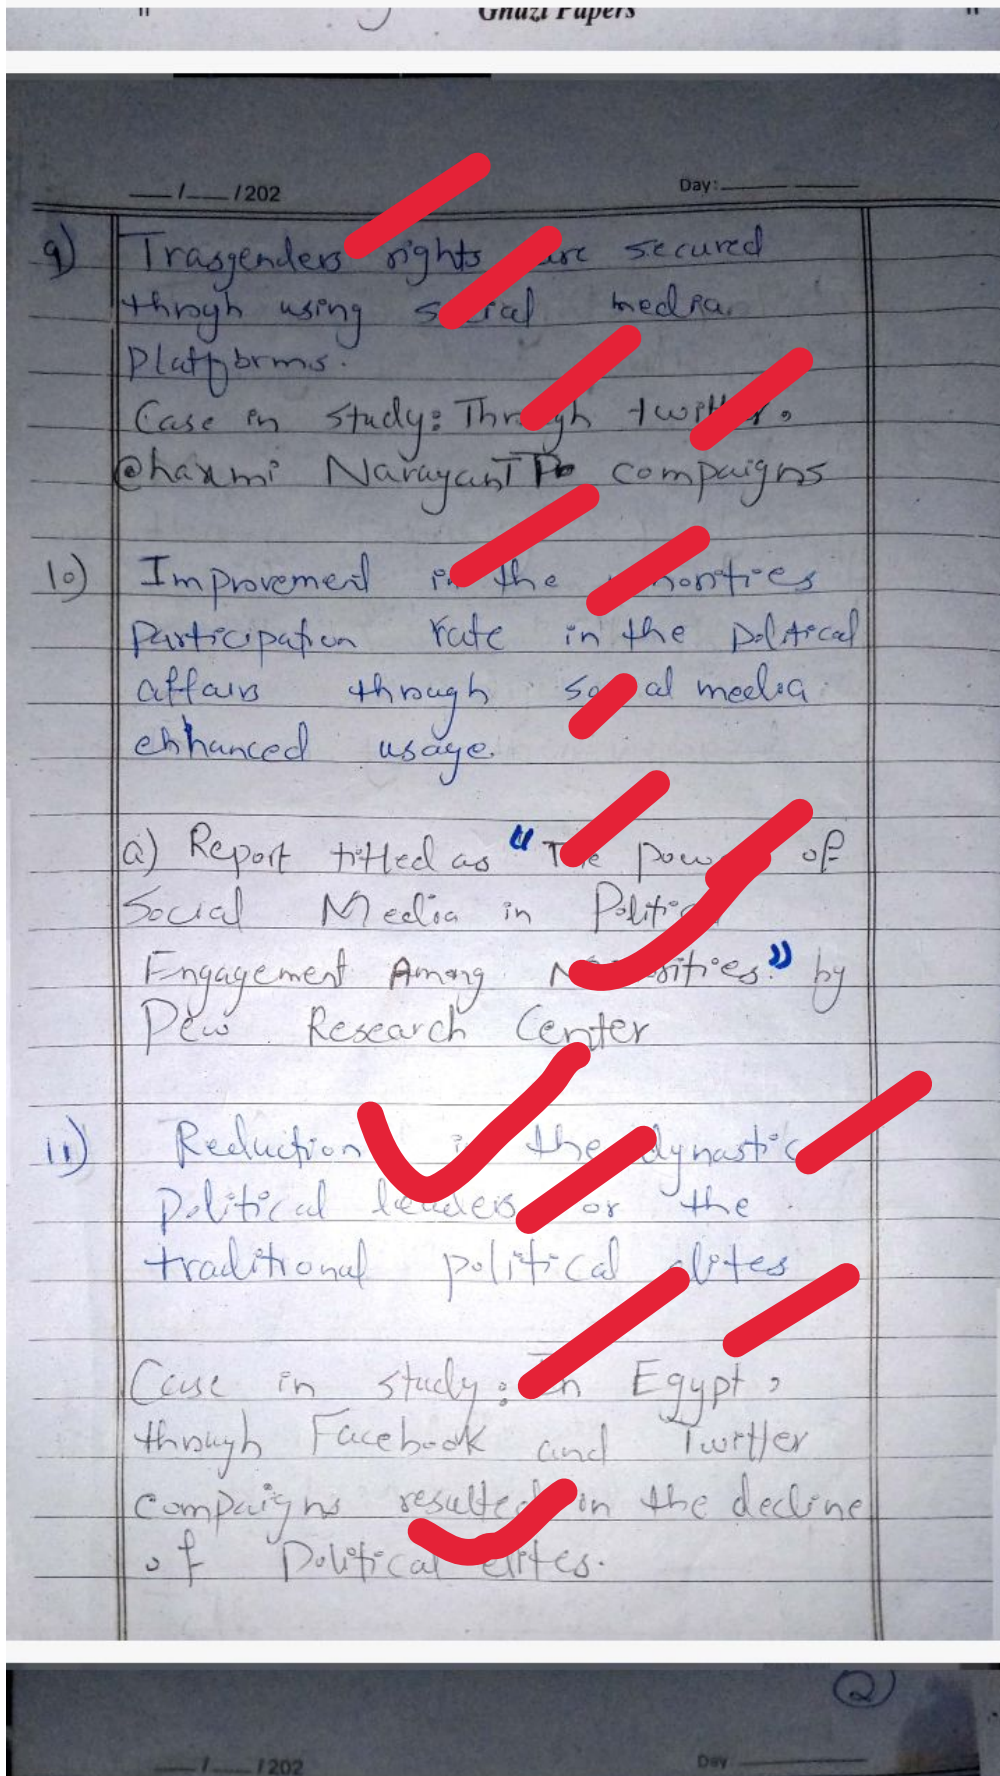 Ghazi Papers
__/__/202 Day:
9) Trasgenders rights are secured
throgh using social media
Platforms.
Case in study: Through twitter,
@haxmi Narayan T campaigns
10) Improvement in the minorities
participation rate in the political
affairs through social media
enhanced usage.
a) Report titled as "The power of
Social Media in Political
Engagement Among Minorities." by
Pew Research Center
11) Reduction in the dynastic
political leaders or the
traditional political elites
Case in study: In Egypt,
through Facebook and Twitter
compaigns resulted in the decline
of Political elites.
2
__/__/202 Day